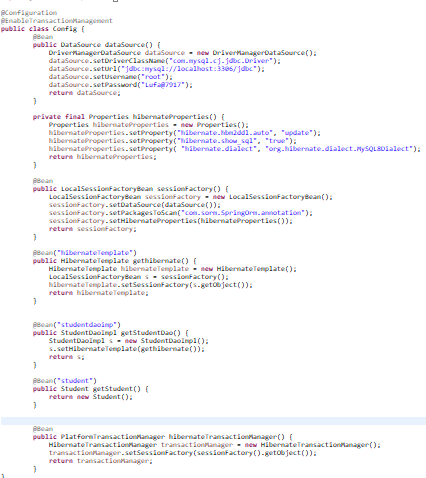 @Configuration
@EnableTransactionManagement
public class Config {
@Bean
public DataSource dataSource() {
DriverManagerDataSource dataSource = new DriverManagerDataSource();
dataSource.setDriverClassName("com.mysql.cj.jdbc.Driver");
dataSource.setUrl("jdbc:mysql://localhost:3306/jdbc");
dataSource.setUsername("root");
dataSource.setPassword("Lufa@7917");
return dataSource;
}
private final Properties hibernateProperties() {
Properties hibernateProperties = new Properties();
hibernateProperties.setProperty("hibernate.hbm2ddl.auto", "update");
hibernateProperties.setProperty("hibernate.show_sql", "true");
hibernateProperties.setProperty( "hibernate.dialect", "org.hibernate.dialect.MySQL8Dialect");
return hibernateProperties;
}
@Bean
public LocalSessionFactoryBean sessionFactory() {
LocalSessionFactoryBean sessionFactory = new LocalSessionFactoryBean();
sessionFactory.setDataSource(dataSource());
sessionFactory.setPackagesToScan("com.sorm.SpringOrm.annotation");
sessionFactory.setHibernateProperties(hibernateProperties());
return sessionFactory;
}
@Bean("hibernateTemplate")
public HibernateTemplate gethibernate() {
HibernateTemplate hibernateTemplate = new HibernateTemplate();
LocalSessionFactoryBean s = sessionFactory();
hibernateTemplate.setSessionFactory(s.getObject());
return hibernateTemplate;
}
@Bean("studentdaoimp")
public StudentDaoImpl getStudentDao() {
StudentDaoImpl s = new StudentDaoImpl();
s.setHibernateTemplate(gethibernate());
return s;
}
@Bean("student")
public Student getStudent() {
return new Student();
}
@Bean
public PlatformTransactionManager hibernateTransactionManager() {
HibernateTransactionManager transactionManager = new HibernateTransactionManager();
transactionManager.setSessionFactory(sessionFactory().getObject());
return transactionManager;
}
}